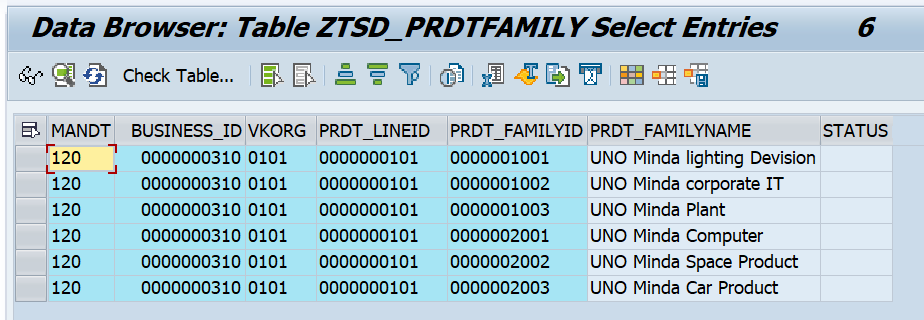 Data Browser: Table ZTSD_PRDTFAMILY Select Entries 6
Check Table...
MANDT BUSINESS_ID VKORG PRDT_LINEID PRDT_FAMILYID PRDT_FAMILYNAME STATUS
120 0000000310 0101 0000000101 0000001001 UNO Minda lighting Devision
120 0000000310 0101 0000000101 0000001002 UNO Minda corporate IT
120 0000000310 0101 0000000101 0000001003 UNO Minda Plant
120 0000000310 0101 0000000101 0000002001 UNO Minda Computer
120 0000000310 0101 0000000101 0000002002 UNO Minda Space Product
120 0000000310 0101 0000000101 0000002003 UNO Minda Car Product